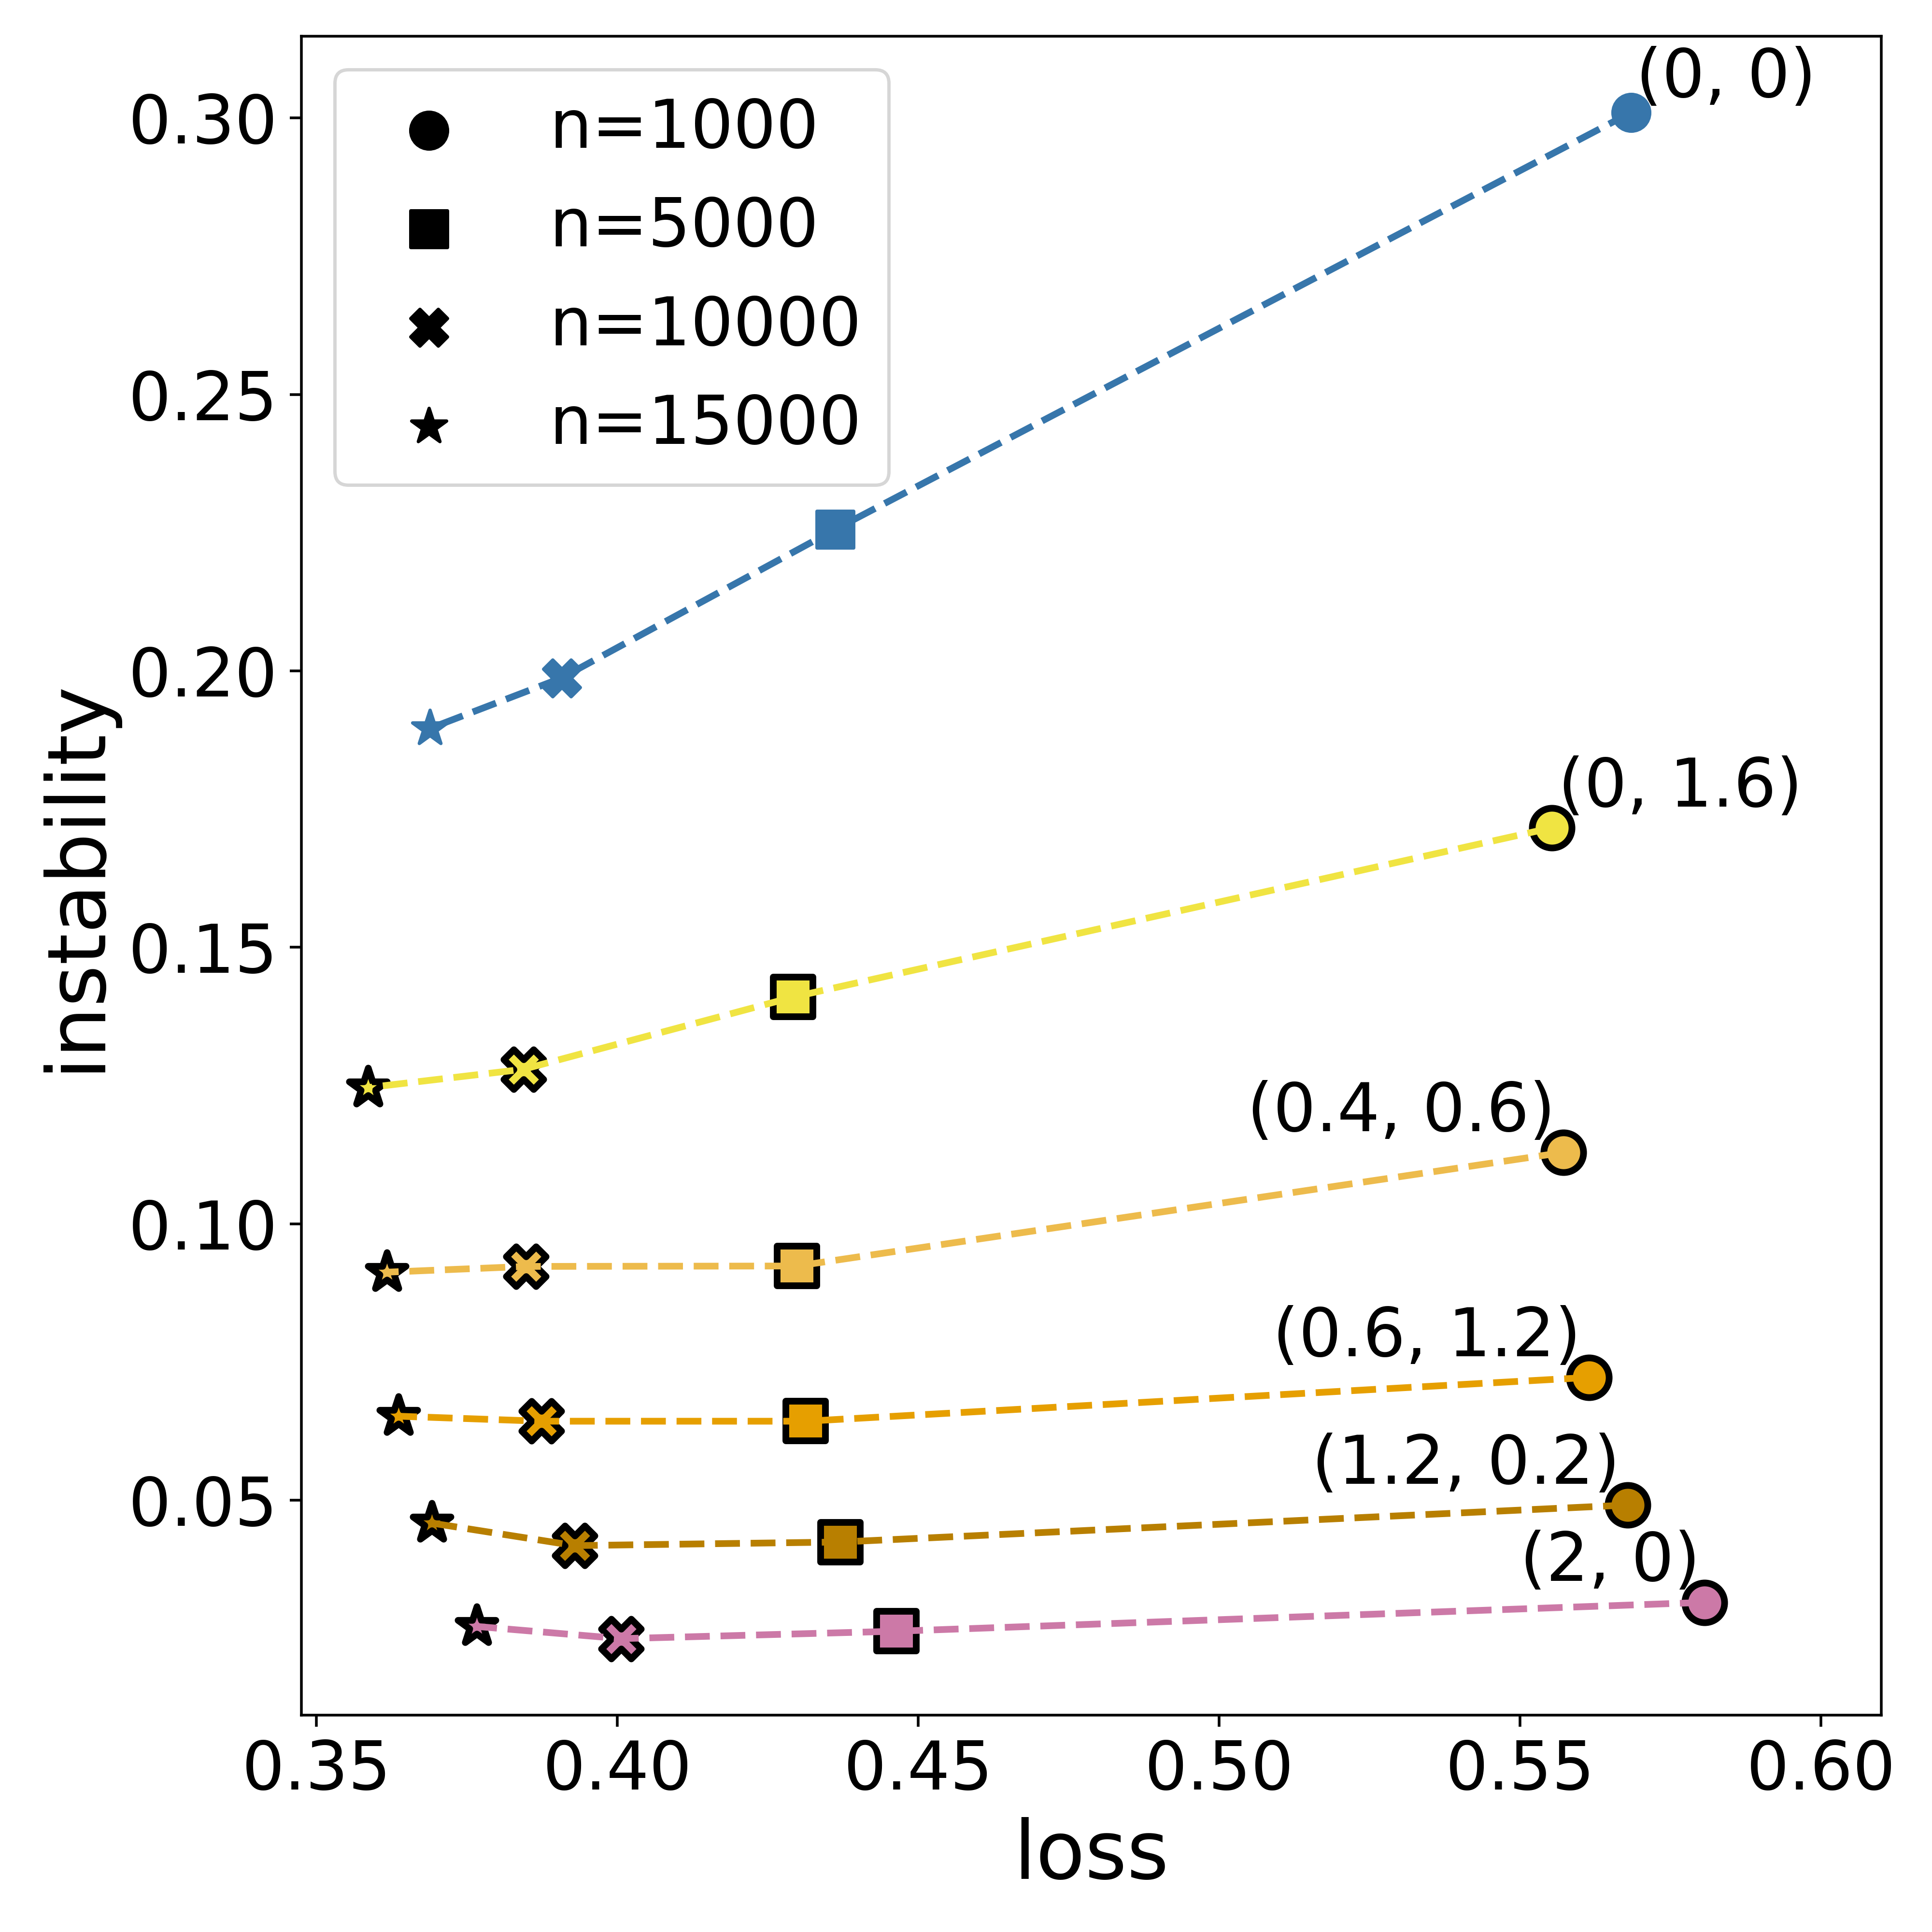 (0, 0)
n=1000
n=5000
n=10000
n=15000
0.30
0.25
0.20
0.15
0.10
0.05
instability
(0, 1.6)
(0.4, 0.6)
(0.6, 1.2)
(1.2, 0.2)
(2, 0)
0.35 0.40 0.45 0.50 0.55 0.60
loss